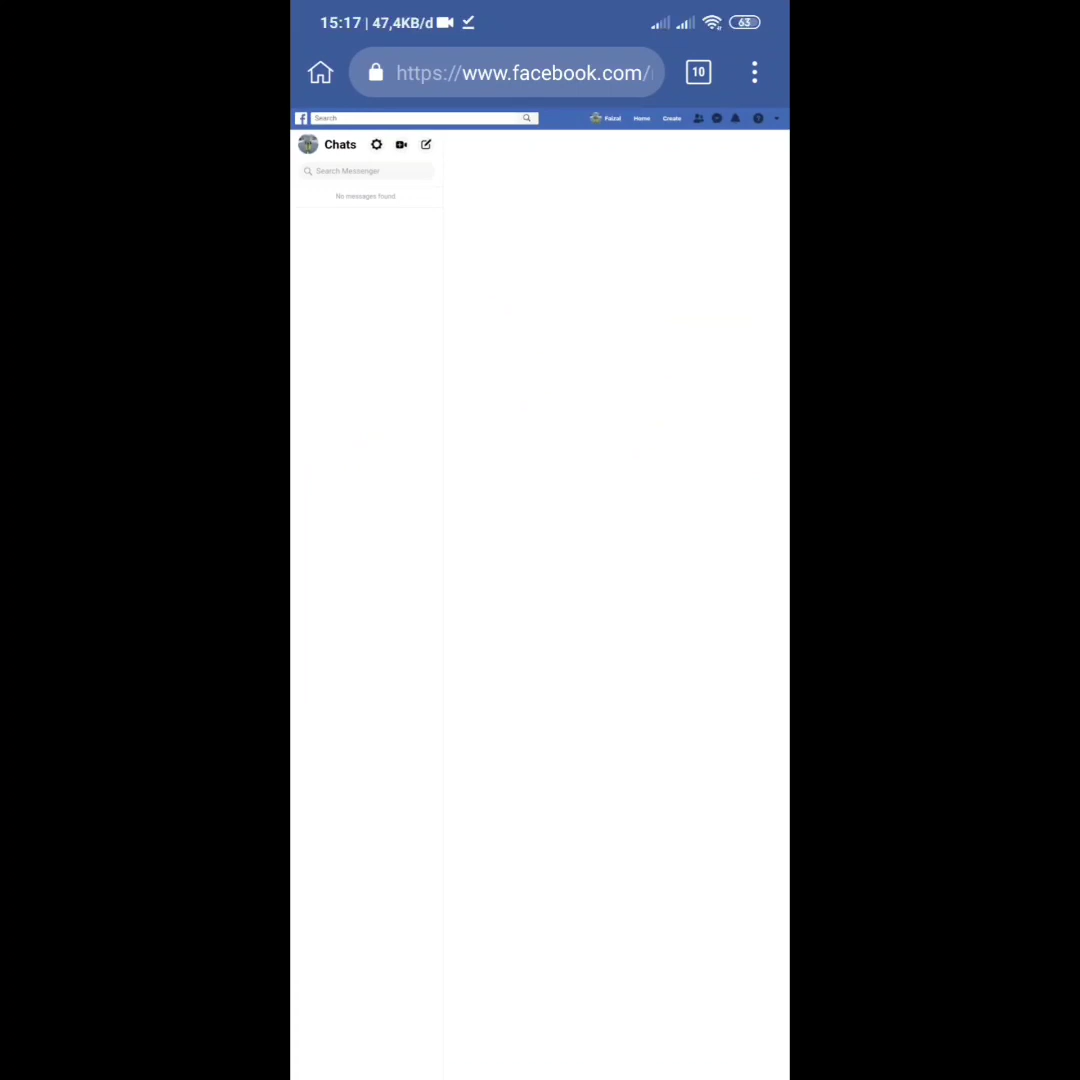 15:17 | 47,4KB/d 63
https://www.facebook.com/ 10
f Search Faizal Home Create
Chats
Search Messenger
No messages found